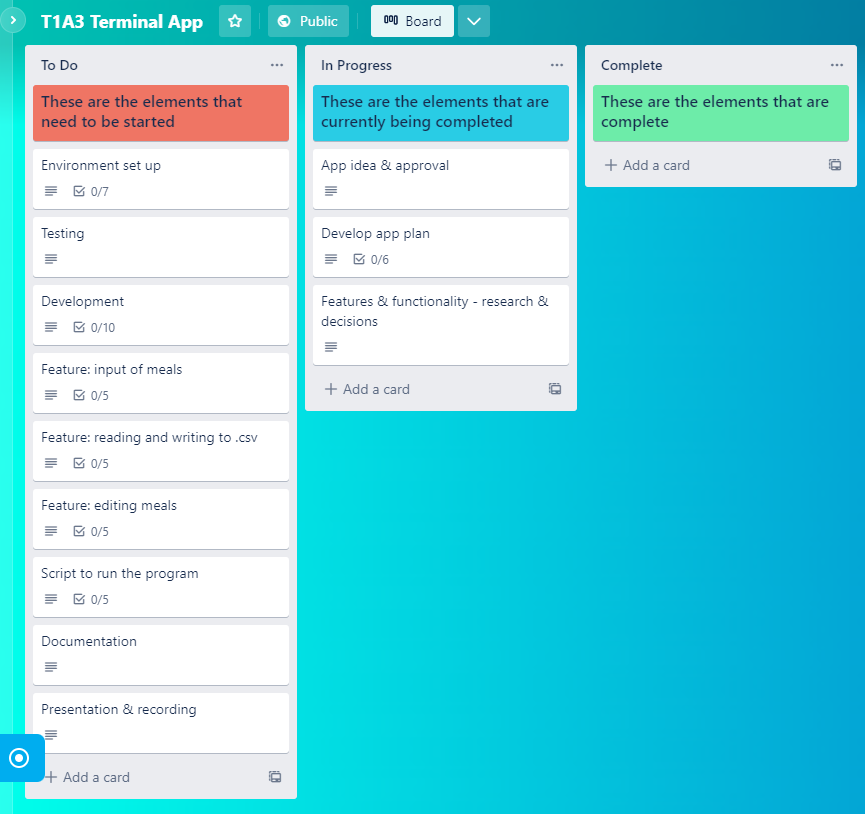 T1A3 Terminal App
Public
Board
To Do
These are the elements that
need to be started
Environment set up
0/7
Testing
Development
0/10
Feature: input of meals
0/5
Feature: reading and writing to .csv
0/5
Feature: editing meals
0/5
Script to run the program
0/5
Documentation
Presentation & recording
+ Add a card
In Progress
These are the elements that are
currently being completed
App idea & approval
Develop app plan
0/6
Features & functionality - research &
decisions
+ Add a card
Complete
These are the elements that are
complete
+ Add a card